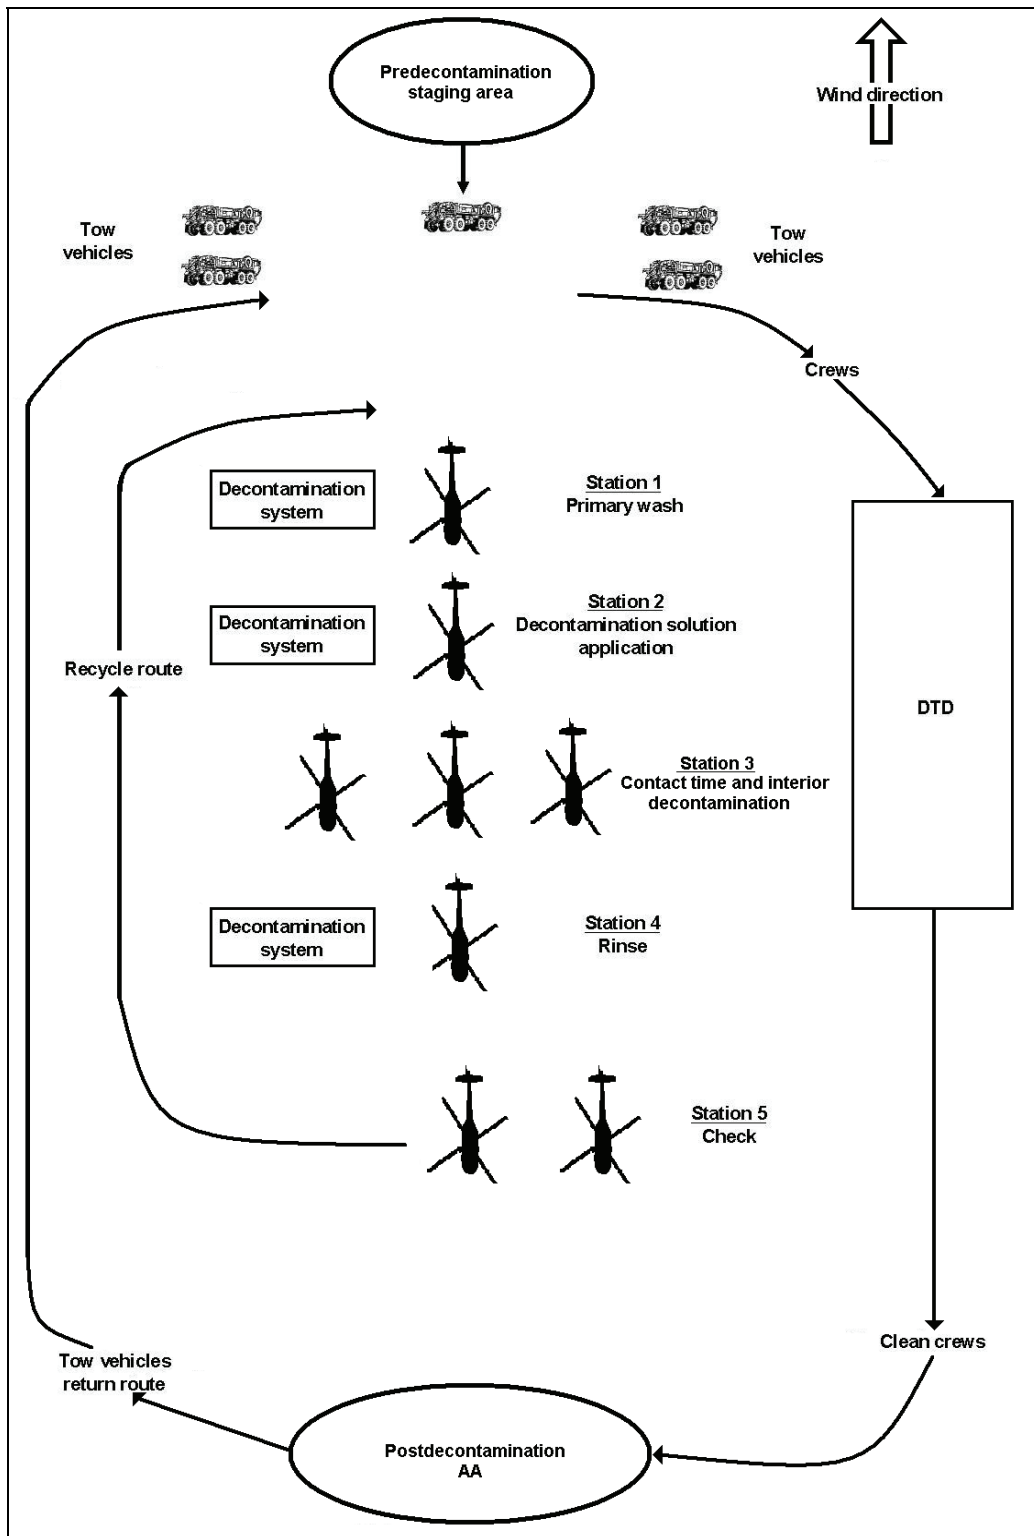 Predecontamination
staging area
Wind direction
Tow
vehicles
Tow
vehicles
Crews
Decontamination
system
Station 1
Primary wash
Decontamination
system
Station 2
Decontamination solution
application
Recycle route
DTD
Station 3
Contact time and interior
decontamination
Decontamination
system
Station 4
Rinse
Station 5
Check
Clean crews
Tow vehicles
return route
Postdecontamination
AA